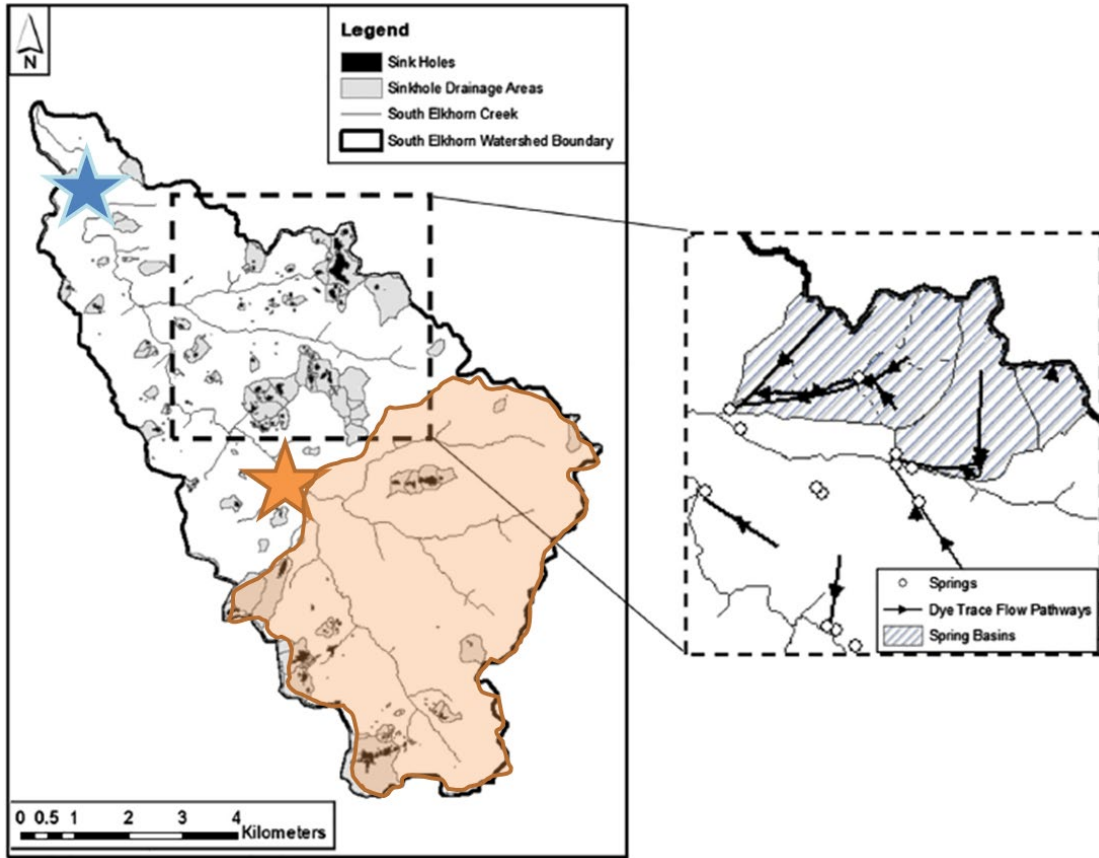 N
Legend
Sink Holes
Sinkhole Drainage Areas
South Elkhorn Creek
South Elkhorn Watershed Boundary
Springs
Dye Trace Flow Pathways
Spring Basins
0 0.5 1 2 3 4
Kilometers